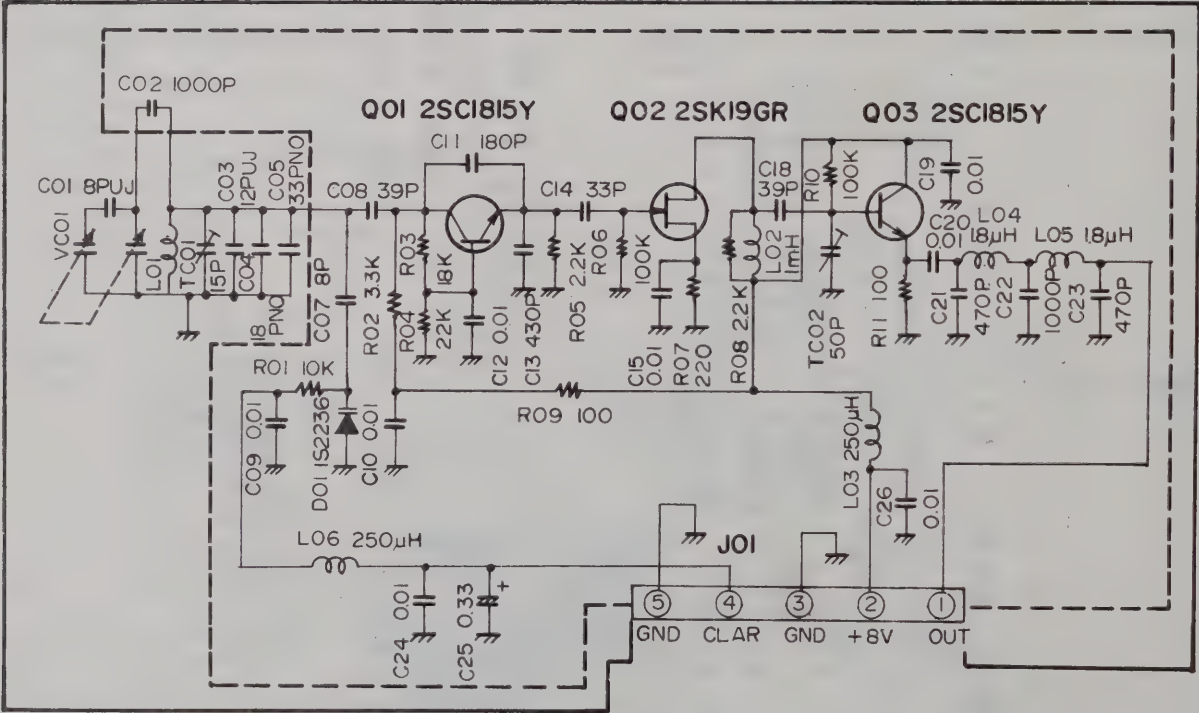 C02 1000P
Q01 2SC1815Y
Q02 2SK19GR
Q03 2SC1815Y
C11 180P
C01 8PUJ
VC01
L01
TC01
15P
C03
12PUJ
C04
18
PNO
C05
33PNO
C07 8P
C08 39P
R02 3.3K
R03
18K
R04
22K
C12 0.01
C13 430P
C14 33P
R05 2.2K
R06
100K
C15
0.01
R07
220
R08 2.2K
C18
39P
L02
1mH
R10
100K
TC02
50P
C19
0.01
R11 100
C20
0.01
L04
1.8μH
L05 1.8μH
C21
470P
C22
1000P
C23
470P
R01 10K
C09 0.01
D01 1S2236
C10 0.01
R09 100
L03 250μH
C26
0.01
L06 250μH
C24 0.01
C25 0.33
+
J01
5 4 3 2 1
GND CLAR GND +8V OUT